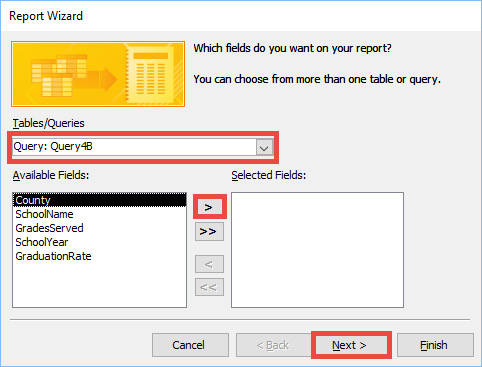 Report Wizard
Which fields do you want on your report?
You can choose from more than one table or query.
Tables/Queries
Query: Query4B
Available Fields:
Selected Fields:
County
SchoolName
GradesServed
SchoolYear
GraduationRate
>
>>
<
<<
Cancel
< Back
Next >
Finish